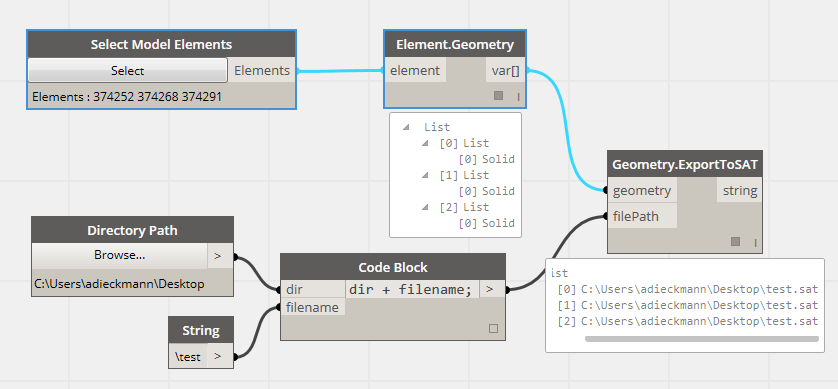 Select Model Elements
Select
Elements
Elements : 374252 374268 374291
Element.Geometry
element
var[]
List
[0] List
[0] Solid
[1] List
[0] Solid
[2] List
[0] Solid
Geometry.ExportToSAT
geometry
string
filePath
Directory Path
Browse...
>
C:\Users\adieckmann\Desktop
String
\test
>
Code Block
dir
dir + filename;
>
filename
ist
[0] C:\Users\adieckmann\Desktop\test.sat
[1] C:\Users\adieckmann\Desktop\test.sat
[2] C:\Users\adieckmann\Desktop\test.sat